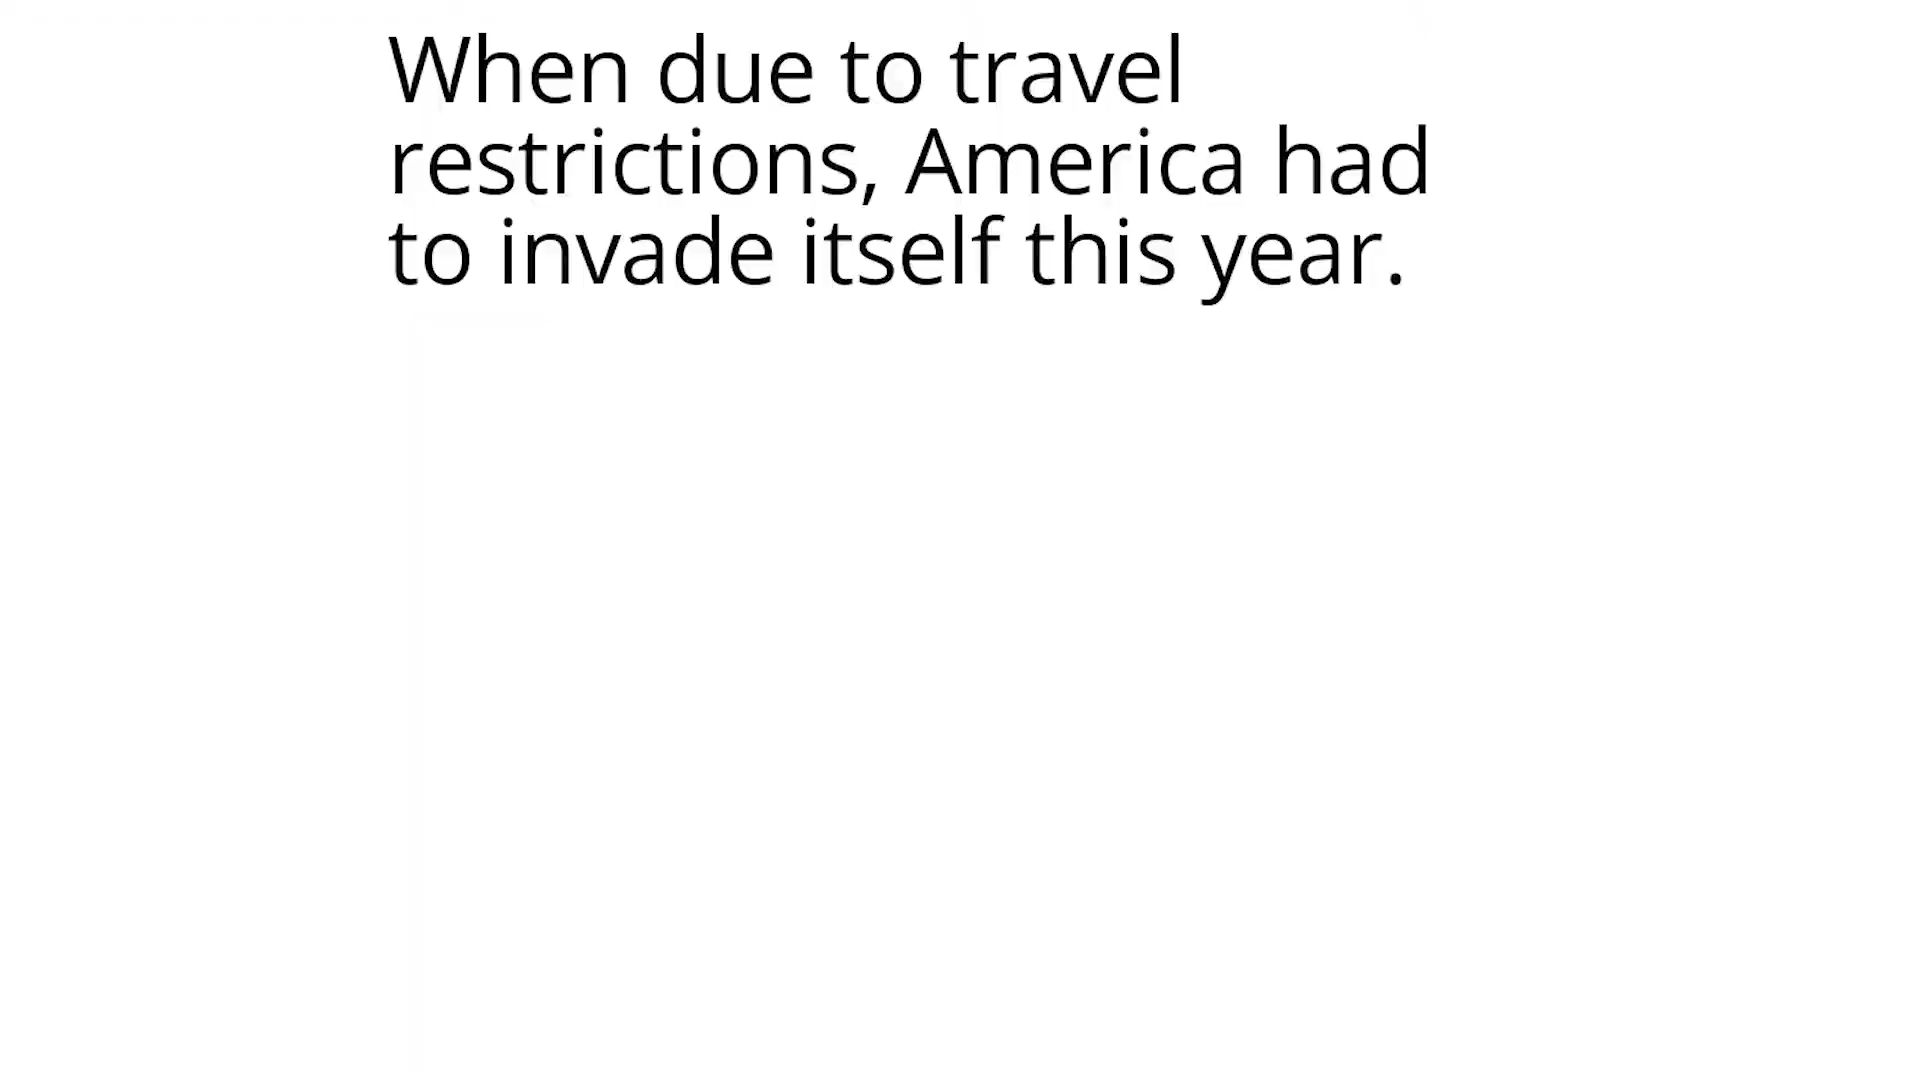 When due to travel
restrictions, America had
to invade itself this year.